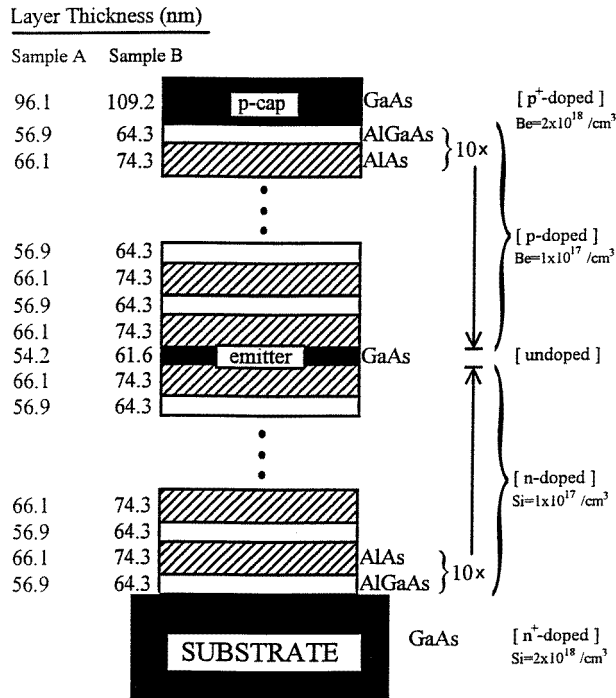 Layer Thickness (nm)
Sample A Sample B
96.1 109.2 p-cap GaAs [ p+-doped ]
Be=2x10^18 /cm^3
56.9 64.3 AlGaAs
66.1 74.3 AlAs
10x
[ p-doped ]
Be=1x10^17 /cm^3
56.9 64.3
66.1 74.3
56.9 64.3
66.1 74.3
54.2 61.6 emitter GaAs [ undoped ]
66.1 74.3
56.9 64.3
[ n-doped ]
Si=1x10^17 /cm^3
66.1 74.3
56.9 64.3
66.1 74.3 AlAs
56.9 64.3 AlGaAs
10x
SUBSTRATE GaAs [ n+-doped ]
Si=2x10^18 /cm^3